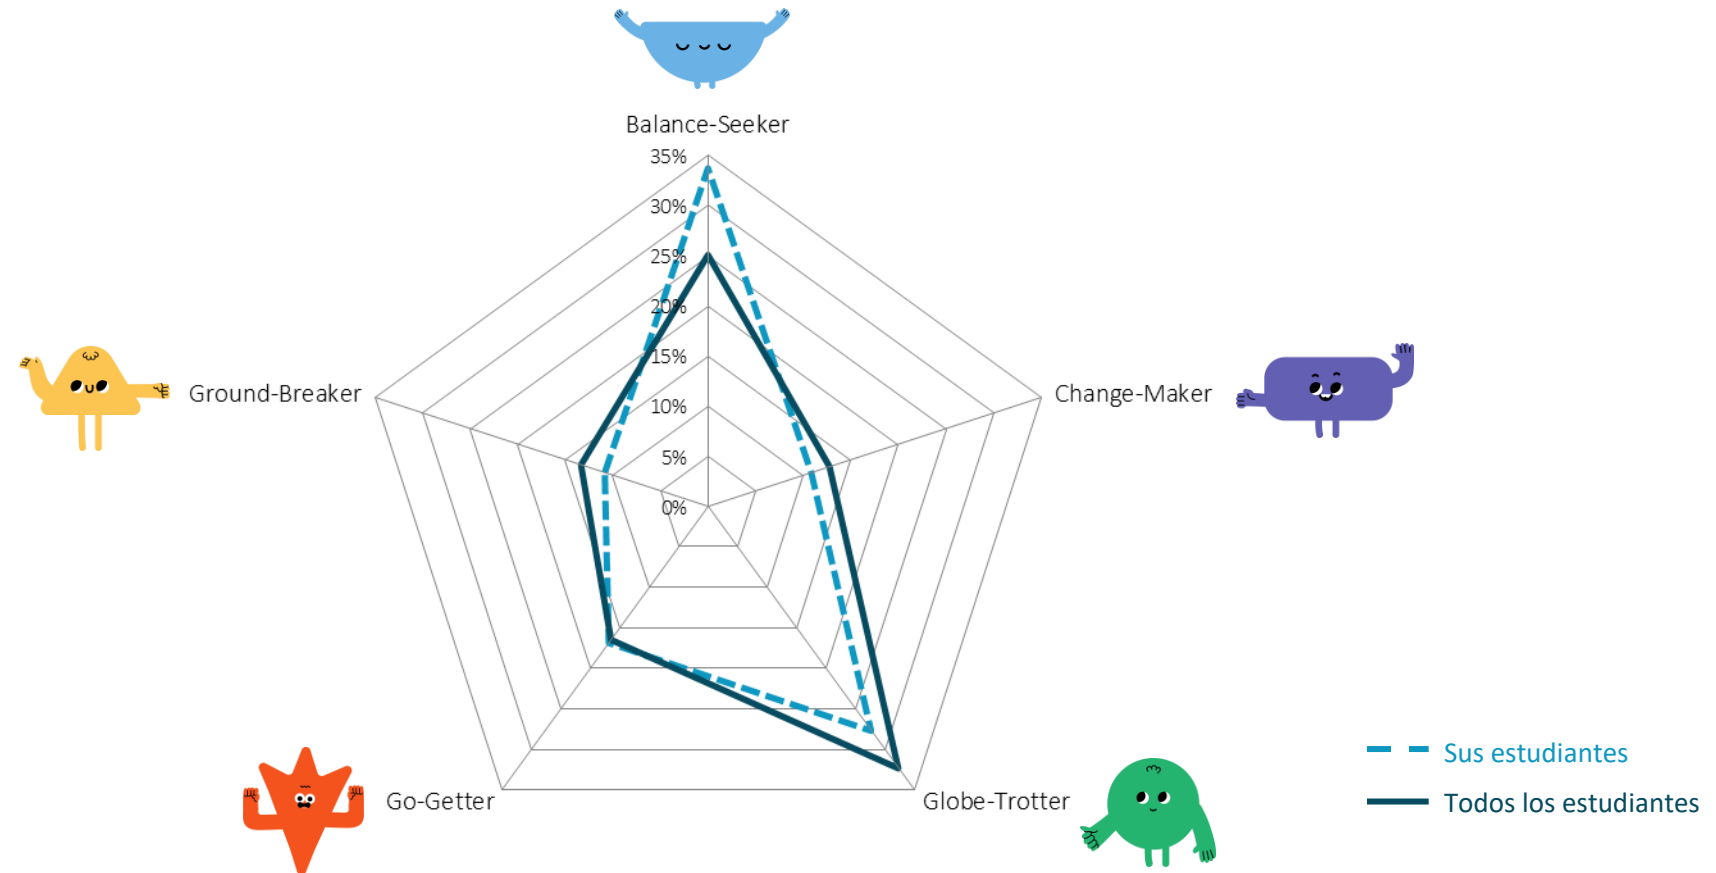 Balance-Seeker
35%
30%
25%
20%
15%
10%
5%
0%
Ground-Breaker
Change-Maker
Go-Getter
Globe-Trotter
Sus estudiantes
Todos los estudiantes